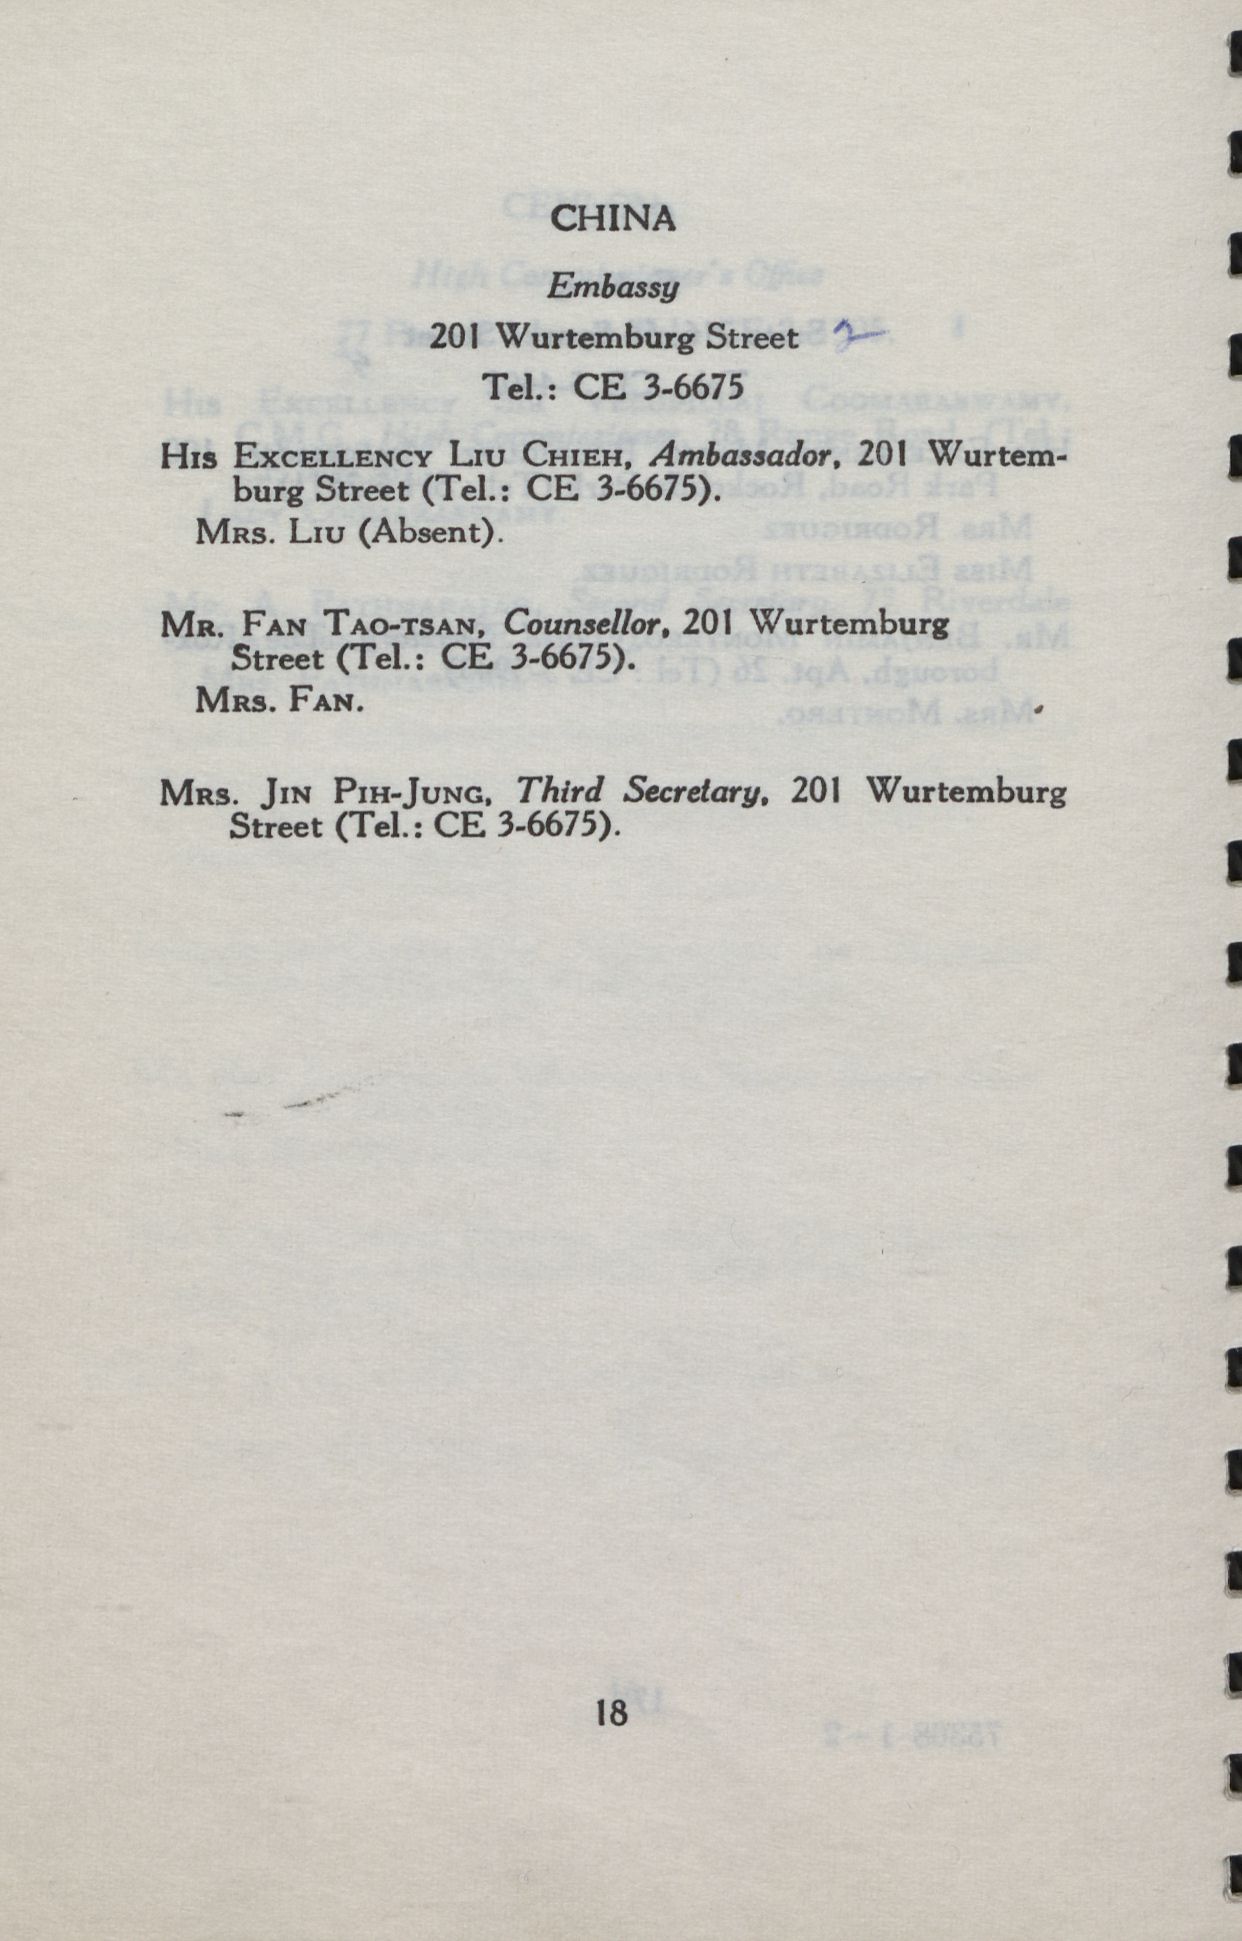 CHINA
Embassy
201 Wurtemburg Street 2
Tel.: CE 3-6675
HIS EXCELLENCY LIU CHIEH, Ambassador, 201 Wurtem-
burg Street (Tel.: CE 3-6675).
MRS. LIU (Absent).
MR. FAN TAO-TSAN, Counsellor, 201 Wurtemburg
Street (Tel.: CE 3-6675).
MRS. FAN.
MRS. JIN PIH-JUNG, Third Secretary, 201 Wurtemburg
Street (Tel.: CE 3-6675).
18